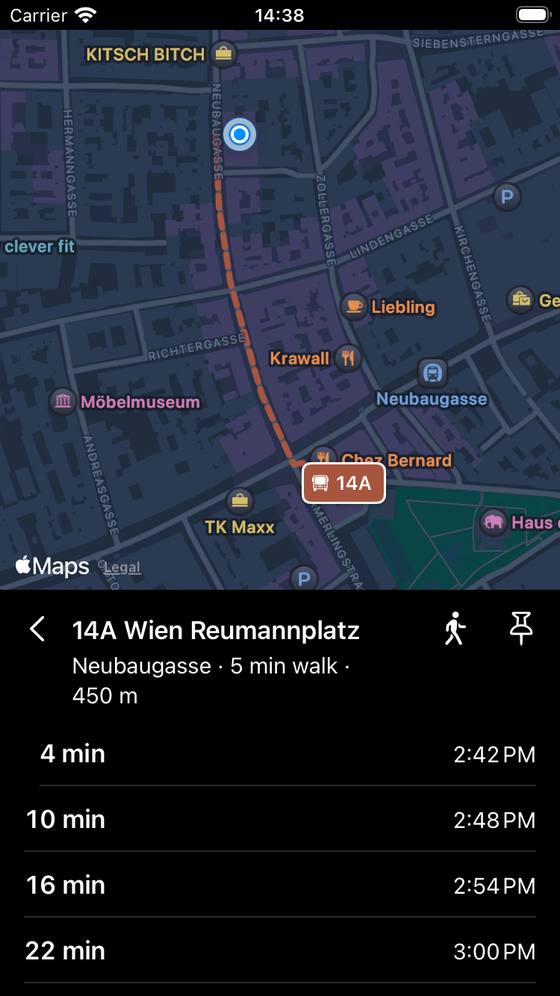 Carrier
14:38
SIEBENSTERNGASSE
KITSCH BITCH
NEUBAUGASSE
HERMANNGASSE
ZOLLERGASSE
P
clever fit
LINDENGASSE
KIRCHENGASSE
Liebling
Ge
RICHTERGASSE
Krawall
Möbelmuseum
Neubaugasse
ANDREASGASSE
Chez Bernard
14A
TK Maxx
Haus
Maps
Legal
P
14A Wien Reumannplatz
Neubaugasse · 5 min walk ·
450 m
4 min 2:42 PM
10 min 2:48 PM
16 min 2:54 PM
22 min 3:00 PM